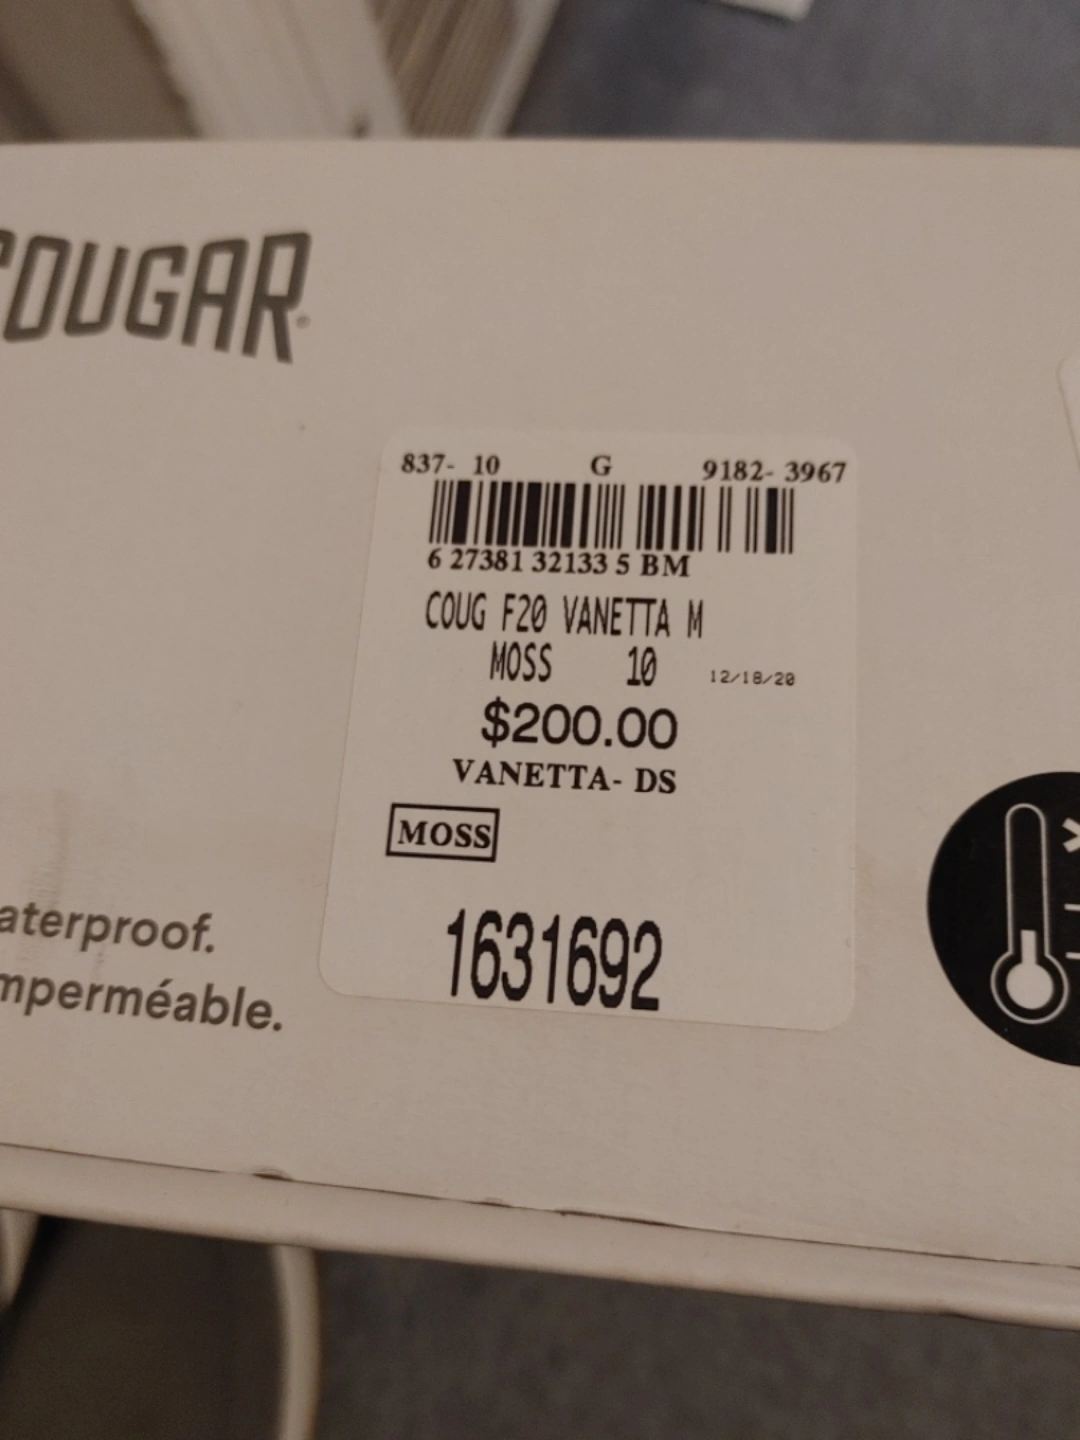 COUGAR
837- 10 G 9182- 3967
6 27381 32133 5 BM
COUG F20 VANETTA M
MOSS 10 12/18/20
$200.00
VANETTA- DS
MOSS
aterproof.
mperméable.
1631692